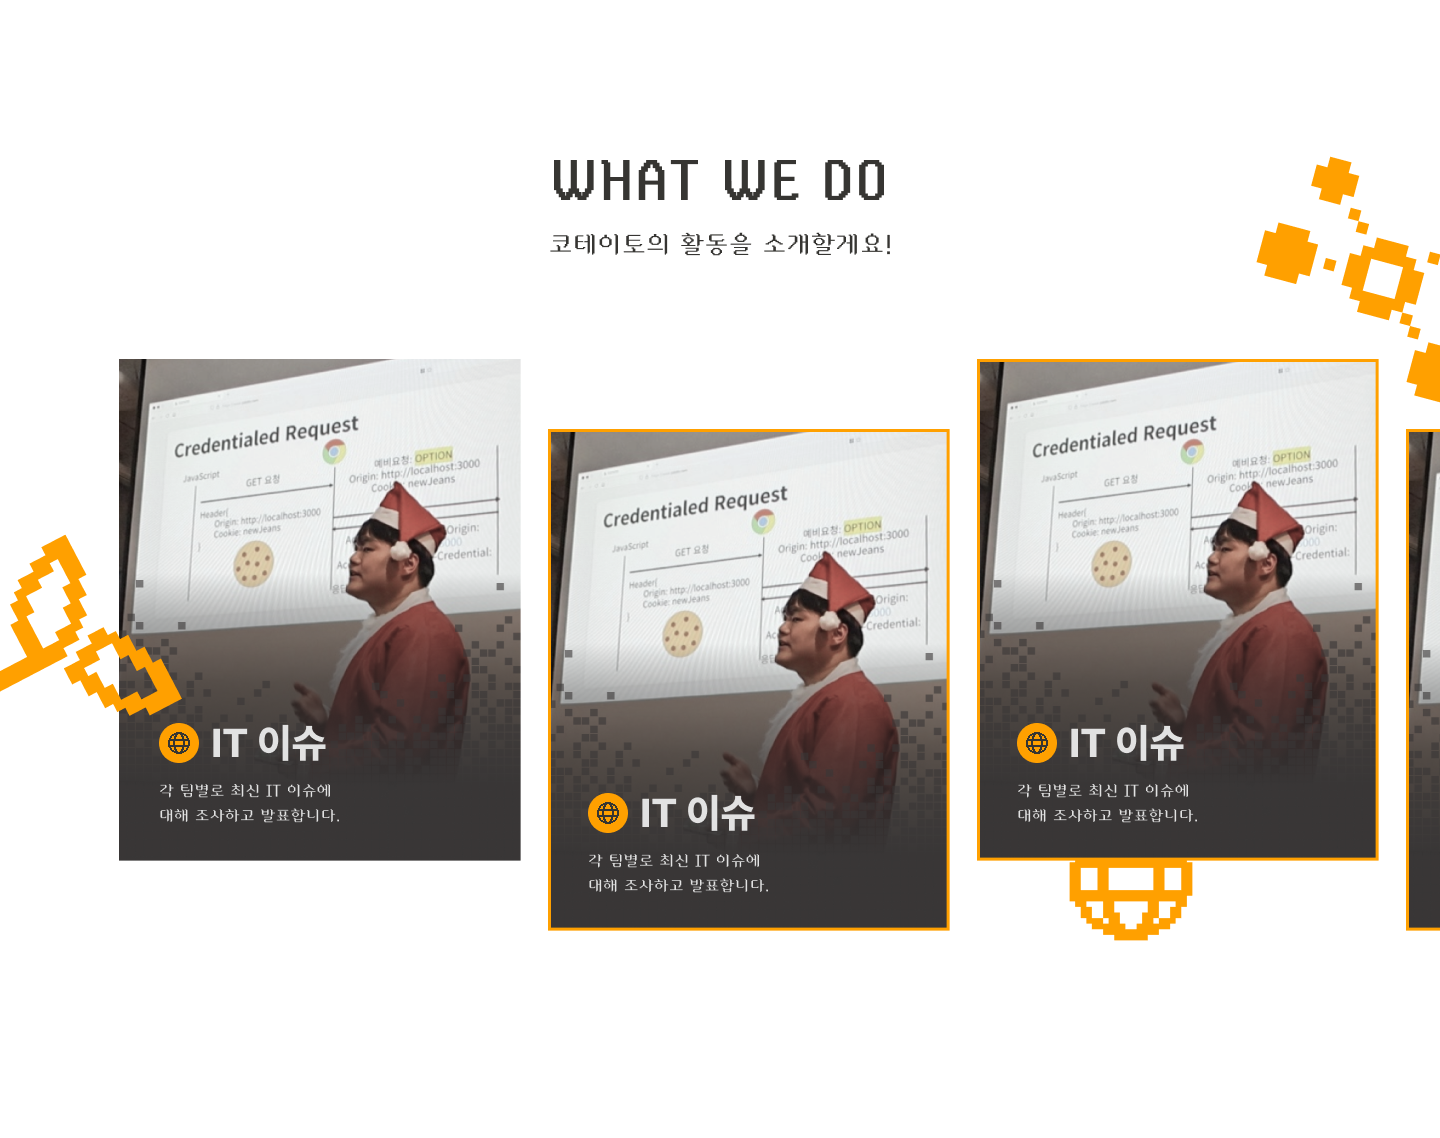 WHAT WE DO
코테이토의 활동을 소개할게요!
Credentialed Request
JavaScript
GET 요청
예비요청: OPTION
Origin: http://localhost:3000
newJeans
Header{
Origin: http://localhost:3000
Cookie: newJeans
}
Origin:
-Credential:
IT 이슈
각 팀별로 최신 IT 이슈에
대해 조사하고 발표합니다.
Credentialed Request
JavaScript
GET 요청
예비요청: OPTION
Origin: http://localhost:3000
newJeans
Header{
Origin: http://localhost:3000
Cookie: newJeans
}
Origin:
-Credential:
IT 이슈
각 팀별로 최신 IT 이슈에
대해 조사하고 발표합니다.
Credentialed Request
JavaScript
GET 요청
예비요청: OPTION
Origin: http://localhost:3000
newJeans
Header{
Origin: http://localhost:3000
Cookie: newJeans
}
Origin:
-Credential:
IT 이슈
각 팀별로 최신 IT 이슈에
대해 조사하고 발표합니다.